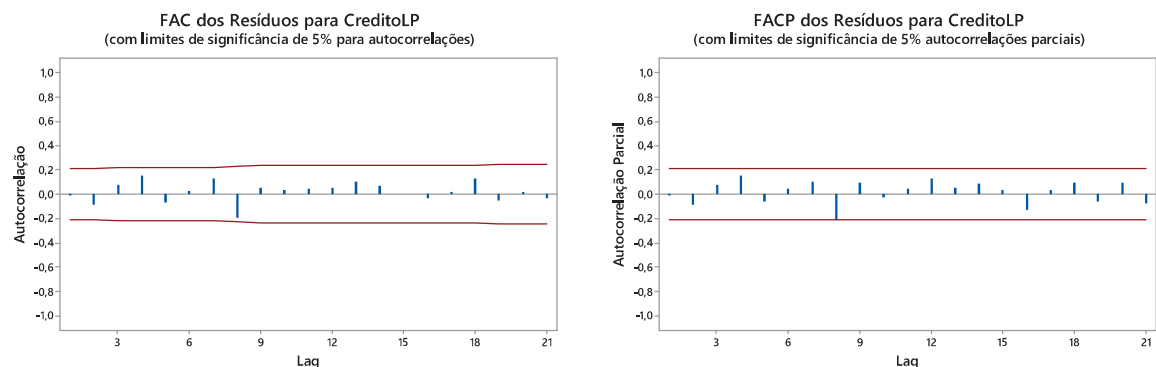 FAC dos Resíduos para CreditoLP
(com limites de significância de 5% para autocorrelações)
1,0
0,8
0,6
0,4
0,2
0,0
-0,2
-0,4
-0,6
-0,8
-1,0
Autocorrelação
3 6 9 12 15 18 21
Lag
FACP dos Resíduos para CreditoLP
(com limites de significância de 5% autocorrelações parciais)
1,0
0,8
0,6
0,4
0,2
0,0
-0,2
-0,4
-0,6
-0,8
-1,0
Autocorrelação Parcial
3 6 9 12 15 18 21
Lag